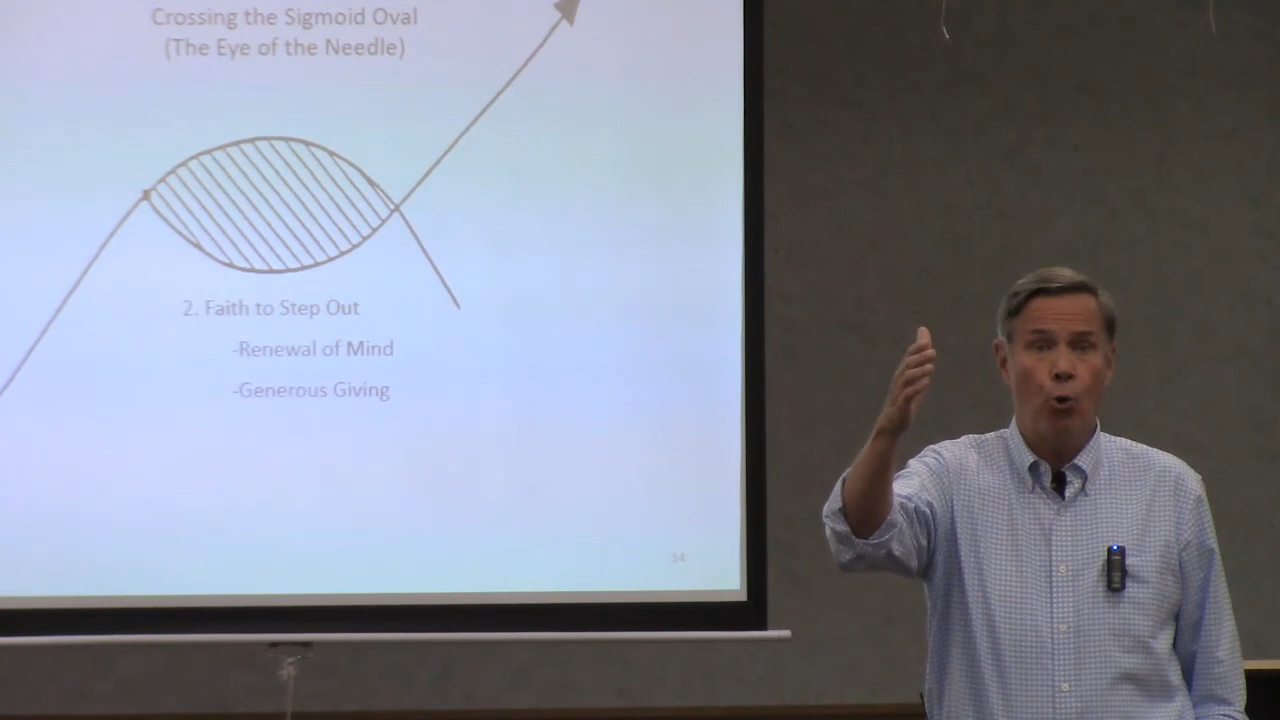 Crossing the Sigmoid Oval
(The Eye of the Needle)
2. Faith to Step Out
-Renewal of Mind
-Generous Giving
34